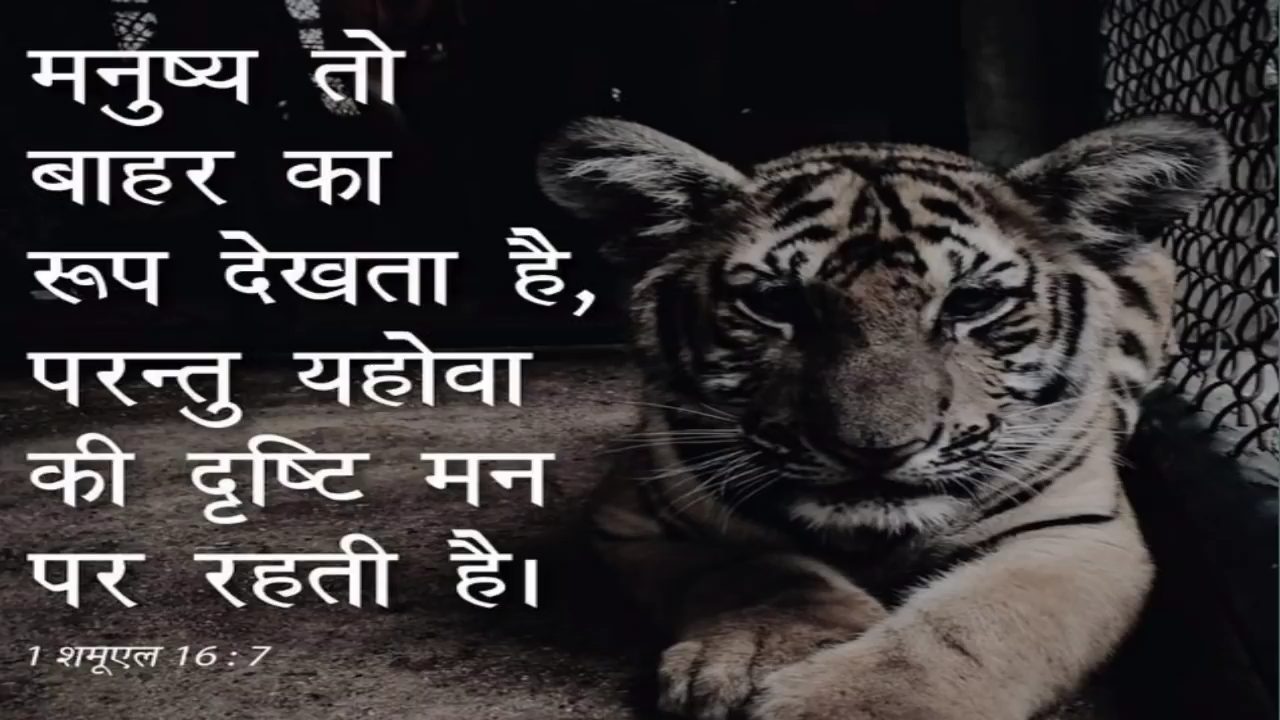 मनुष्य तो
बाहर का
रूप देखता है,
परन्तु यहोवा
की दृष्टि मन
पर रहती है।
1 शमूएल 16 : 7